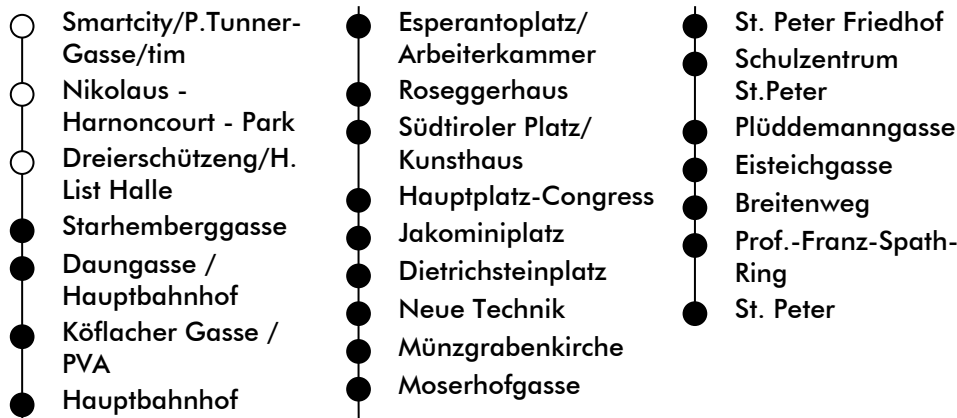 Smartcity/P.Tunner-
Gasse/tim
Nikolaus -
Harnoncourt - Park
Dreierschützeng/H.
List Halle
Starhemberggasse
Daungasse /
Hauptbahnhof
Köflacher Gasse /
PVA
Hauptbahnhof
Esperantoplatz/
Arbeiterkammer
Roseggerhaus
Südtiroler Platz/
Kunsthaus
Hauptplatz-Congress
Jakominiplatz
Dietrichsteinplatz
Neue Technik
Münzgrabenkirche
Moserhofgasse
St. Peter Friedhof
Schulzentrum
St.Peter
Plüddemanngasse
Eisteichgasse
Breitenweg
Prof.-Franz-Spath-
Ring
St. Peter